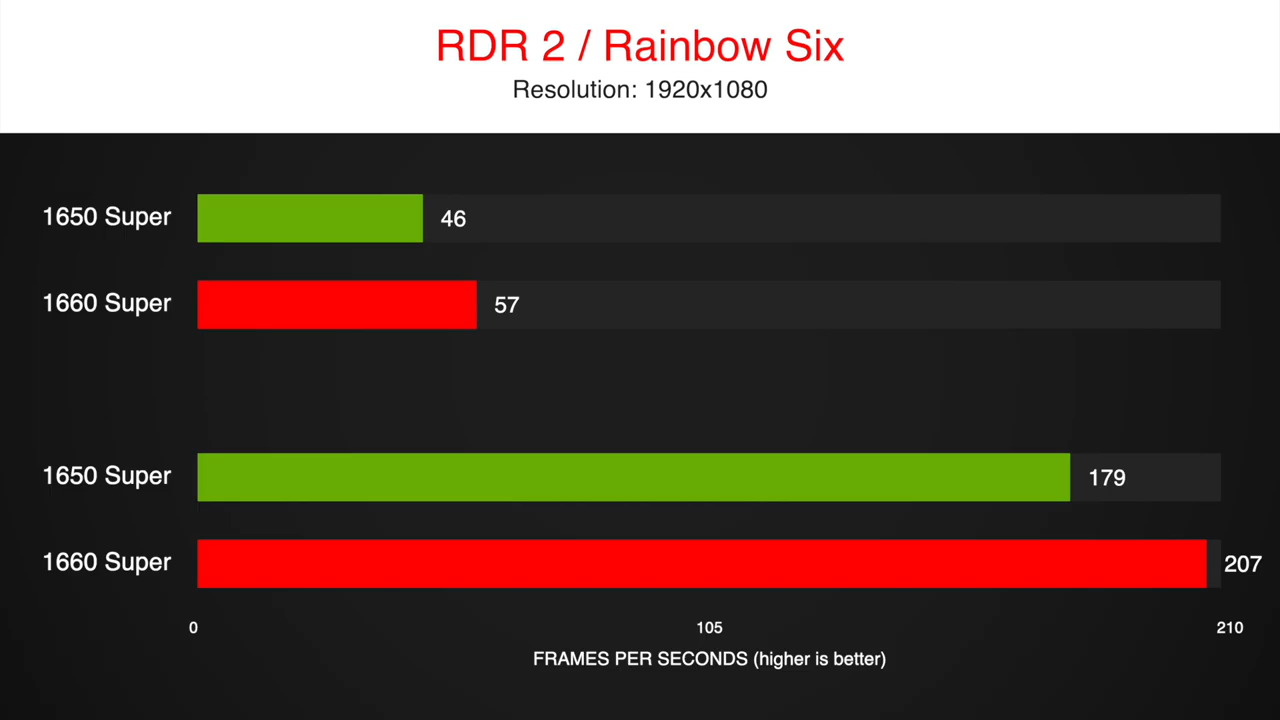 RDR 2 / Rainbow Six
Resolution: 1920x1080
1650 Super 46
1660 Super 57
1650 Super 179
1660 Super 207
0 105 210
FRAMES PER SECONDS (higher is better)